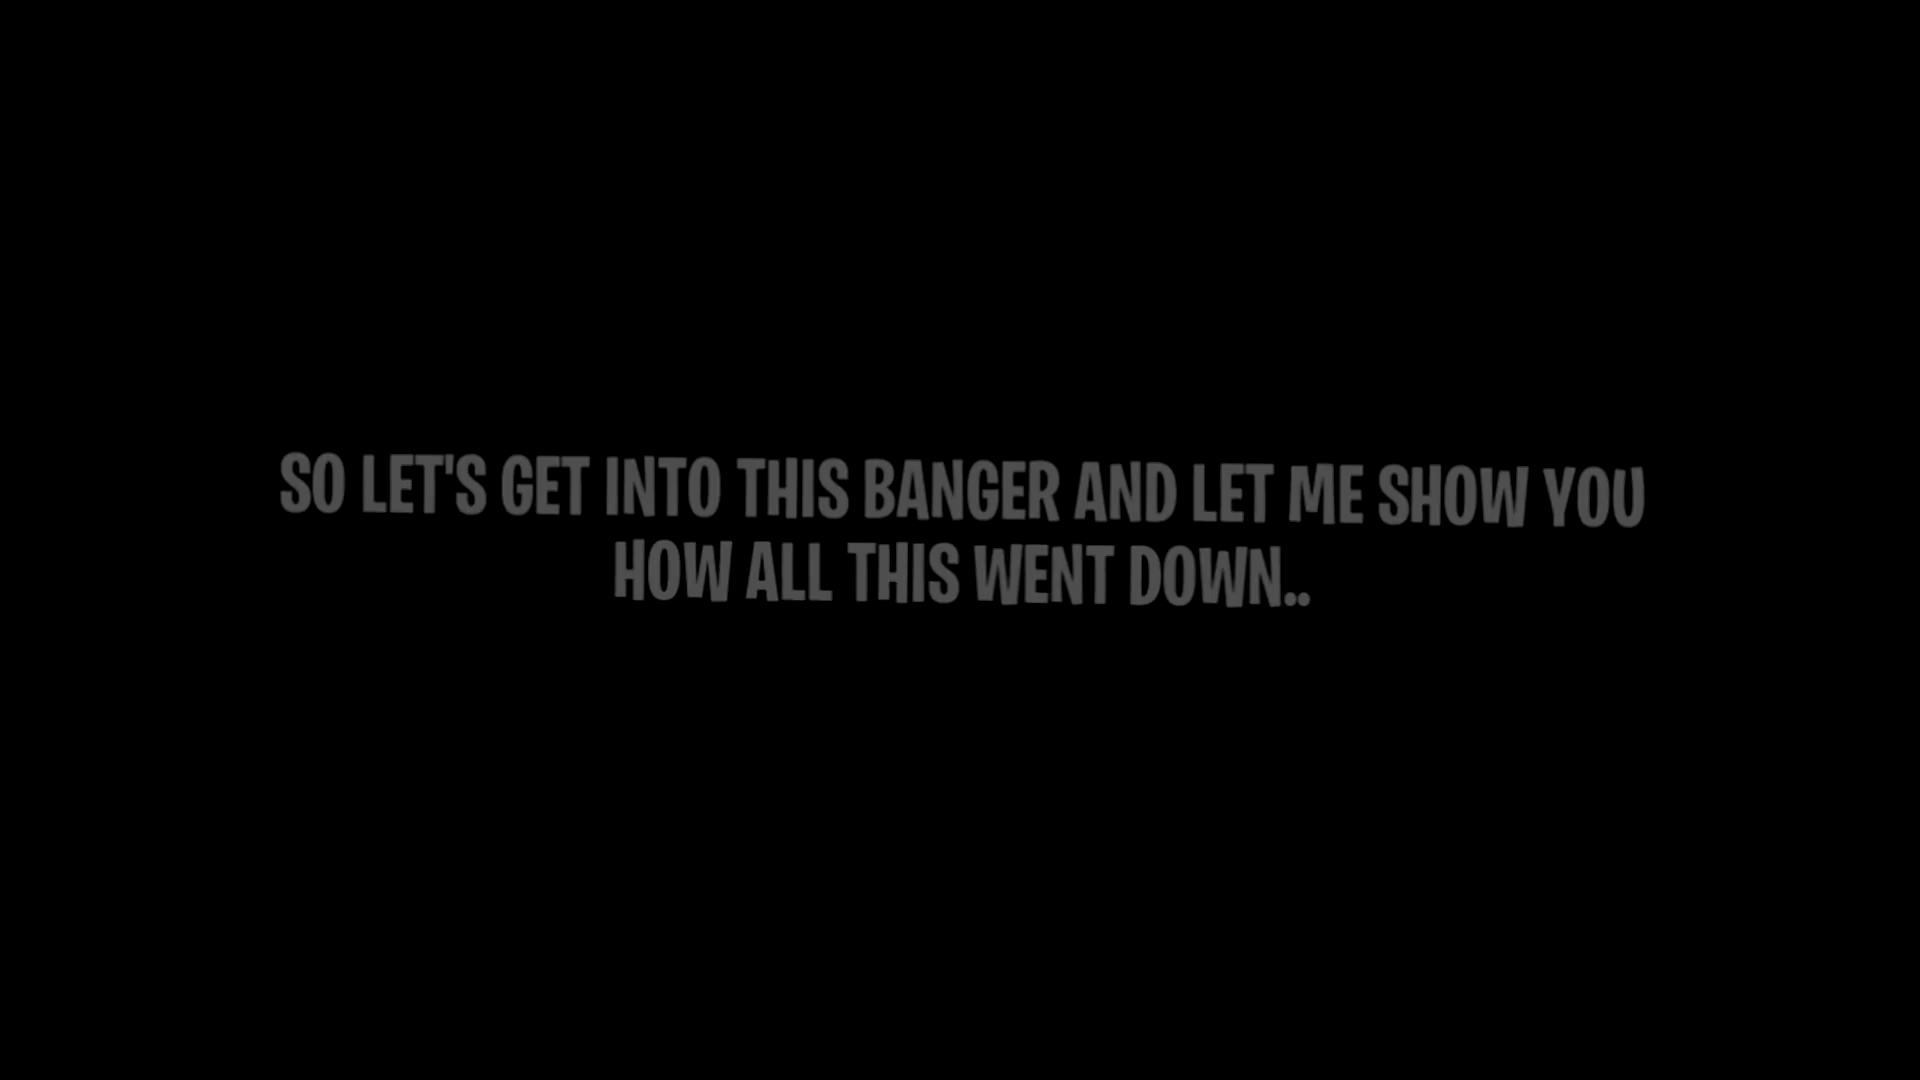 SO LET'S GET INTO THIS BANGER AND LET ME SHOW YOU
HOW ALL THIS WENT DOWN..